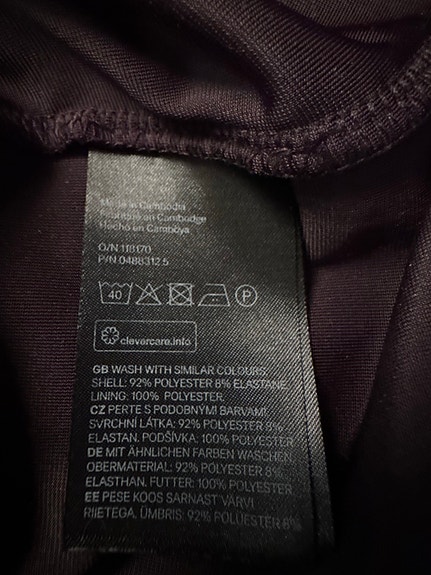 Made in Cambodia
Fabriqué en Cambodge
Hecho en Camboya
O/N 118170
P/N 0488312.5
40 P
clevercare.info
GB WASH WITH SIMILAR COLOURS.
SHELL: 92% POLYESTER 8% ELASTANE.
LINING: 100% POLYESTER.
CZ PERTE S PODOBNÝMI BARVAMI
SVRCHNÍ LÁTKA: 92% POLYESTER 8%
ELASTAN. PODŠÍVKA: 100% POLYESTER
DE MIT ÄHNLICHEN FARBEN WASCHEN.
OBERMATERIAL: 92% POLYESTER 8%
ELASTHAN. FUTTER: 100% POLYESTER
EE PESE KOOS SARNAST VÄRVI
RIIETEGA. ÜMBRIS: 92% POLÜESTER 8%